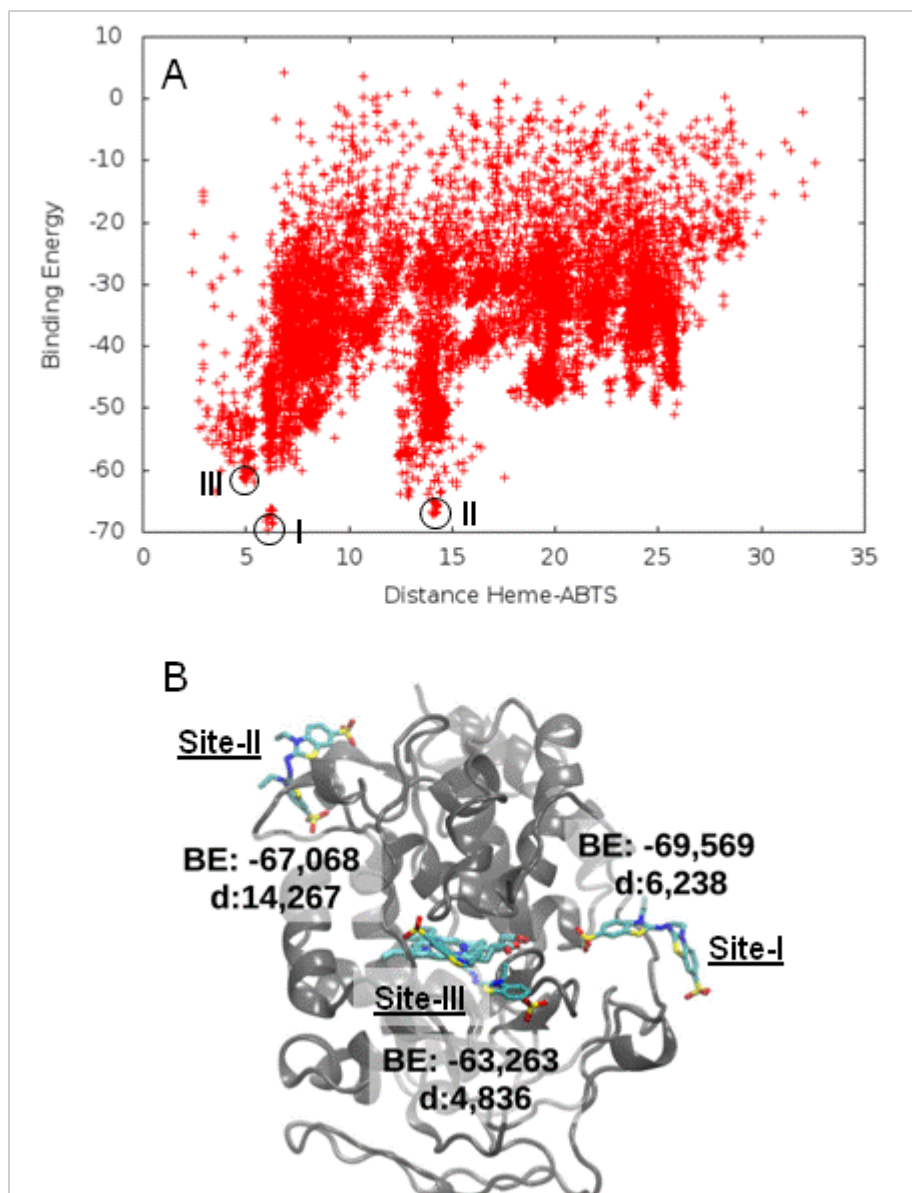 A
10
0
-10
-20
-30
-40
-50
-60
-70
Binding Energy
III
I
II
0 5 10 15 20 25 30 35
Distance Heme-ABTS
B
Site-II
BE: -67,068
d:14,267
BE: -69,569
d:6,238
Site-I
Site-III
BE: -63,263
d:4,836